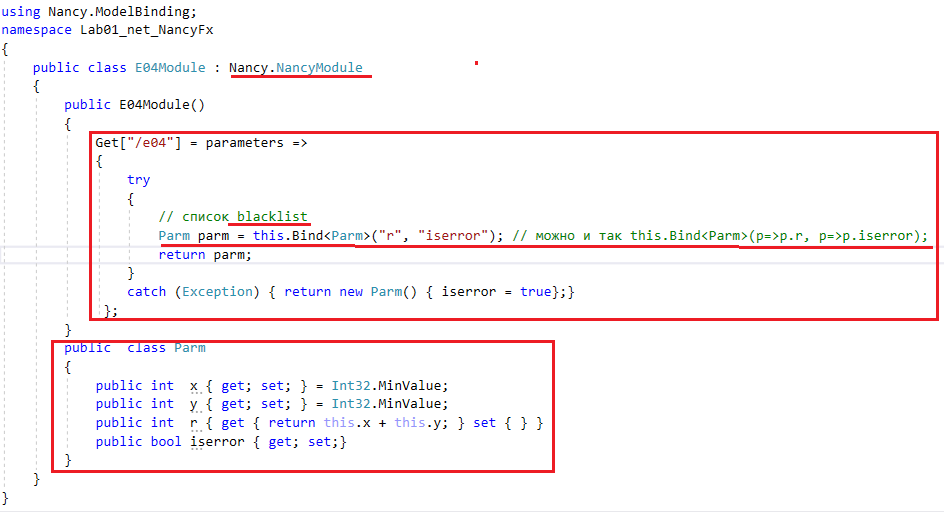 using Nancy.ModelBinding;
namespace Lab01_net_NancyFx
{
public class E04Module : Nancy.NancyModule
{
public E04Module()
{
Get["/e04"] = parameters =>
{
try
{
// список blacklist
Parm parm = this.Bind<Parm>("r", "iserror"); // можно и так this.Bind<Parm>(p=>p.r, p=>p.iserror);
return parm;
}
catch (Exception) { return new Parm() { iserror = true};}
};
}
public class Parm
{
public int x { get; set; } = Int32.MinValue;
public int y { get; set; } = Int32.MinValue;
public int r { get { return this.x + this.y; } set { } }
public bool iserror { get; set;}
}
}
}